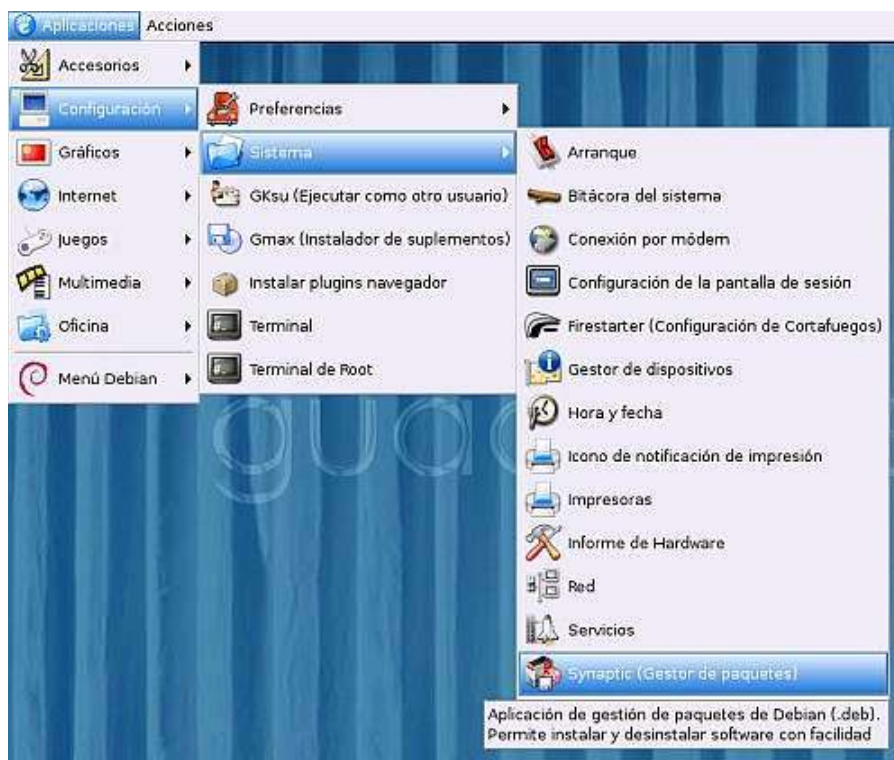 Aplicaciones Acciones
Accesorios
Configuración
Gráficos
Internet
Juegos
Multimedia
Oficina
Menú Debian
Preferencias
Sistema
GKsu (Ejecutar como otro usuario)
Gmax (Instalador de suplementos)
Instalar plugins navegador
Terminal
Terminal de Root
Arranque
Bitácora del sistema
Conexión por módem
Configuración de la pantalla de sesión
Firestarter (Configuración de Cortafuegos)
Gestor de dispositivos
Hora y fecha
Icono de notificación de impresión
Impresoras
Informe de Hardware
Red
Servicios
Synaptic (Gestor de paquetes)
Aplicación de gestión de paquetes de Debian (.deb).
Permite instalar y desinstalar software con facilidad